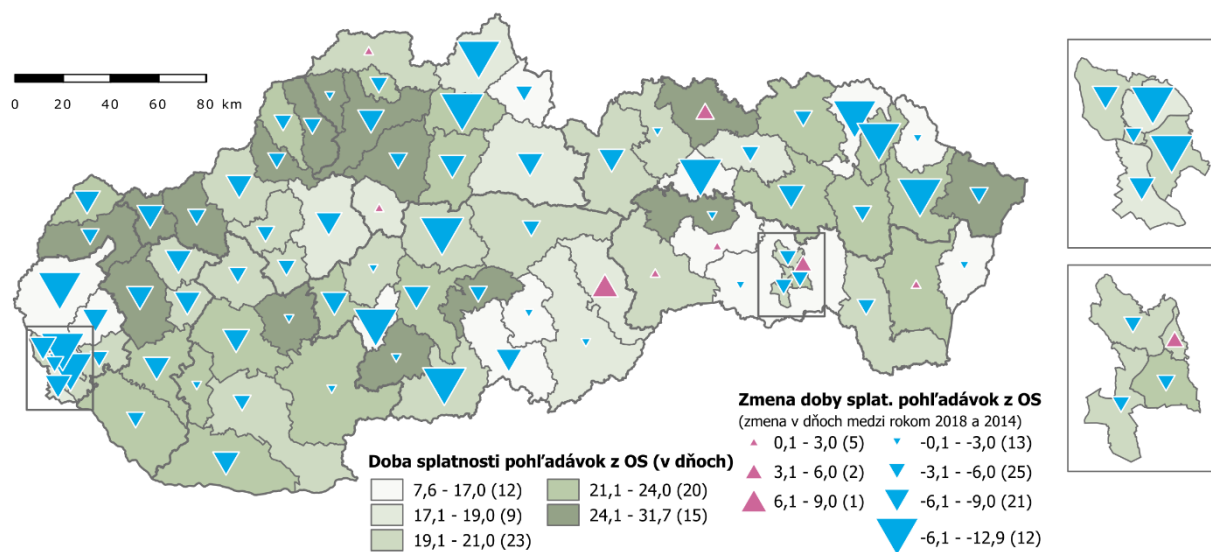 0 20 40 60 80 km
Doba splatnosti pohľadávok z OS (v dňoch)
7,6 - 17,0 (12)
17,1 - 19,0 (9)
19,1 - 21,0 (23)
21,1 - 24,0 (20)
24,1 - 31,7 (15)
Zmena doby splat. pohľadávok z OS
(zmena v dňoch medzi rokom 2018 a 2014)
0,1 - 3,0 (5)
3,1 - 6,0 (2)
6,1 - 9,0 (1)
-0,1 - -3,0 (13)
-3,1 - -6,0 (25)
-6,1 - -9,0 (21)
-6,1 - -12,9 (12)